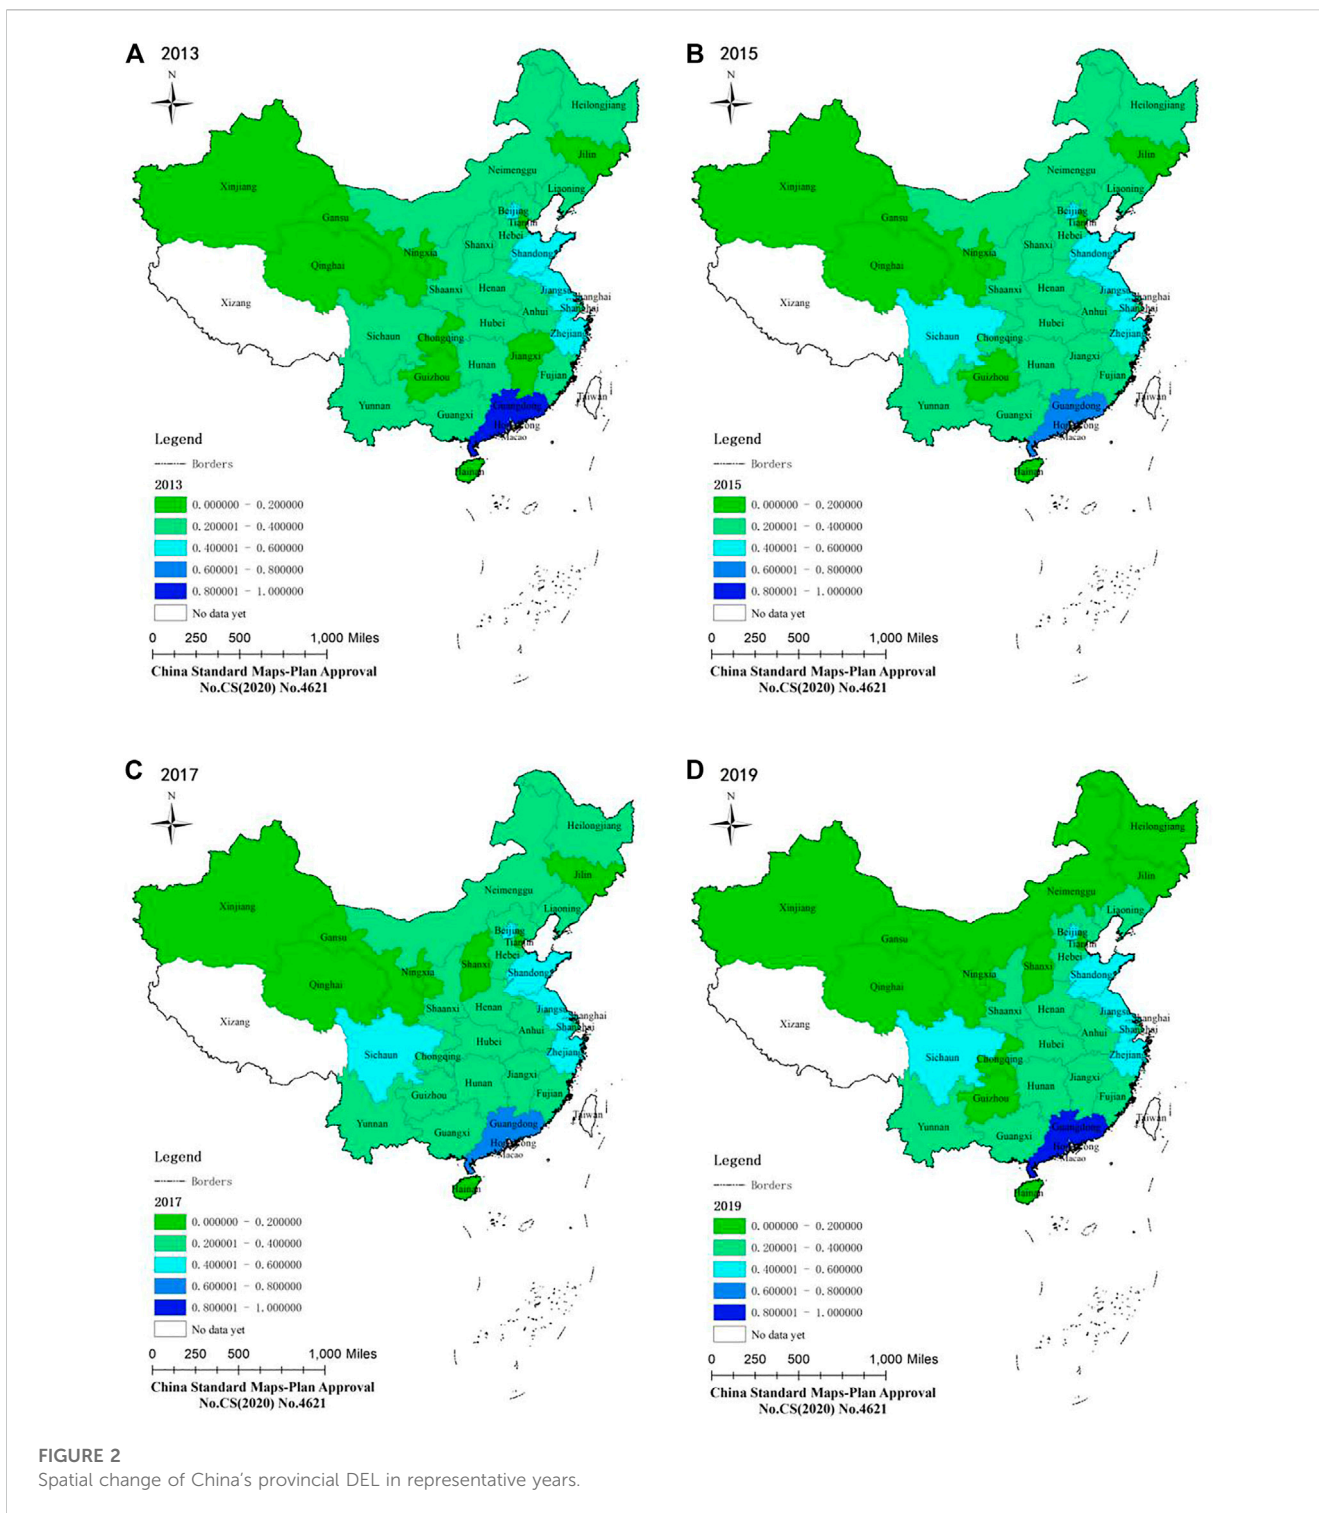 A 2013
N
Heilongjiang
Jilin
Xinjiang
Neimenggu
Liaoning
Gansu
Beijing
Tianjin
Hebei
Ningxia
Shanxi
Shandong
Qinghai
Shaanxi
Henan
Jiangsu
Shanghai
Xizang
Anhui
Shanghai
Hubei
Sichaun
Chongqing
Zhejiang
Jiangxi
Hunan
Guizhou
Fujian
Taiwan
Yunnan
Guangdong
Guangxi
Hongkong
Macao
Hainan
Legend
Borders
2013
0.000000 - 0.200000
0.200001 - 0.400000
0.400001 - 0.600000
0.600001 - 0.800000
0.800001 - 1.000000
No data yet
0 250 500 1,000 Miles
China Standard Maps-Plan Approval
No.CS(2020) No.4621
B 2015
N
Heilongjiang
Jilin
Xinjiang
Neimenggu
Liaoning
Gansu
Beijing
Tianjin
Hebei
Ningxia
Shanxi
Shandong
Qinghai
Shaanxi
Henan
Jiangsu
Shanghai
Xizang
Anhui
Shanghai
Hubei
Sichaun
Chongqing
Zhejiang
Jiangxi
Hunan
Guizhou
Fujian
Taiwan
Yunnan
Guangdong
Guangxi
Hongkong
Macao
Hainan
Legend
Borders
2015
0.000000 - 0.200000
0.200001 - 0.400000
0.400001 - 0.600000
0.600001 - 0.800000
0.800001 - 1.000000
No data yet
0 250 500 1,000 Miles
China Standard Maps-Plan Approval
No.CS(2020) No.4621
C 2017
N
Heilongjiang
Jilin
Xinjiang
Neimenggu
Liaoning
Gansu
Beijing
Tianjin
Hebei
Ningxia
Shanxi
Shandong
Qinghai
Shaanxi
Henan
Jiangsu
Shanghai
Xizang
Anhui
Shanghai
Hubei
Sichaun
Chongqing
Zhejiang
Jiangxi
Hunan
Guizhou
Fujian
Taiwan
Yunnan
Guangdong
Guangxi
Hongkong
Macao
Hainan
Legend
Borders
2017
0.000000 - 0.200000
0.200001 - 0.400000
0.400001 - 0.600000
0.600001 - 0.800000
0.800001 - 1.000000
No data yet
0 250 500 1,000 Miles
China Standard Maps-Plan Approval
No.CS(2020) No.4621
D 2019
N
Heilongjiang
Jilin
Xinjiang
Neimenggu
Liaoning
Gansu
Beijing
Tianjin
Hebei
Ningxia
Shanxi
Shandong
Qinghai
Shaanxi
Henan
Jiangsu
Shanghai
Xizang
Anhui
Shanghai
Hubei
Sichaun
Chongqing
Zhejiang
Jiangxi
Hunan
Guizhou
Fujian
Taiwan
Yunnan
Guangdong
Guangxi
Hongkong
Macao
Hainan
Legend
Borders
2019
0.000000 - 0.200000
0.200001 - 0.400000
0.400001 - 0.600000
0.600001 - 0.800000
0.800001 - 1.000000
No data yet
0 250 500 1,000 Miles
China Standard Maps-Plan Approval
No.CS(2020) No.4621
FIGURE 2
Spatial change of China's provincial DEL in representative years.